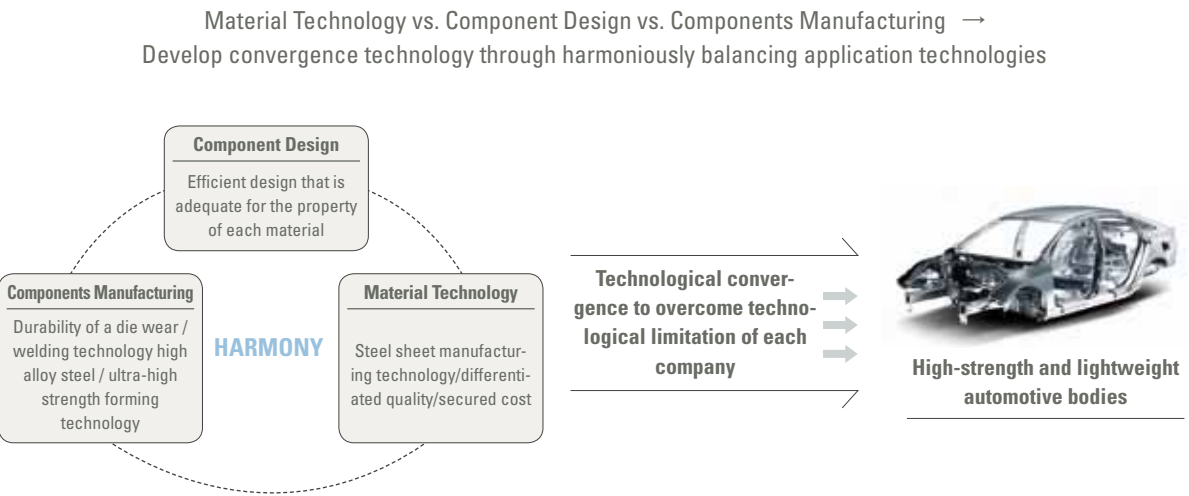 Material Technology vs. Component Design vs. Components Manufacturing →
Develop convergence technology through harmoniously balancing application technologies
Component Design
Efficient design that is
adequate for the property
of each material
Components Manufacturing
Durability of a die wear /
welding technology high
alloy steel / ultra-high
strength forming
technology
HARMONY
Material Technology
Steel sheet manufactur-
ing technology/differenti-
ated quality/secured cost
Technological conver-
gence to overcome techno-
logical limitation of each
company
High-strength and lightweight
automotive bodies